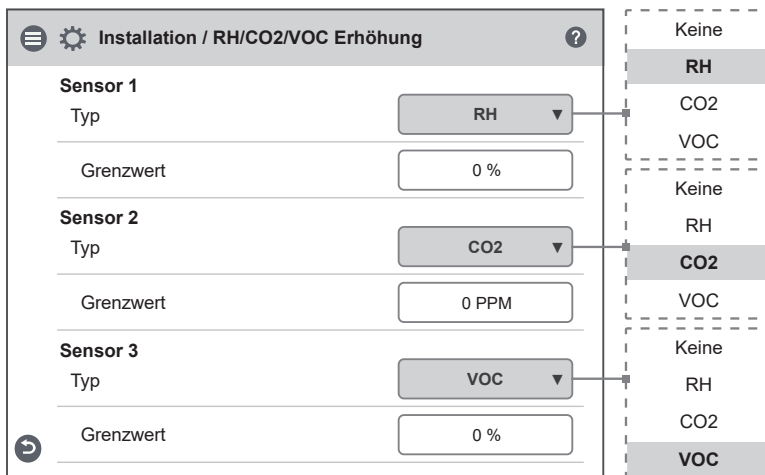 Installation / RH/CO2/VOC Erhöhung ?
Sensor 1
Typ RH ▼
Grenzwert 0 %
Sensor 2
Typ CO2 ▼
Grenzwert 0 PPM
Sensor 3
Typ VOC ▼
Grenzwert 0 %
Keine
RH
CO2
VOC
Keine
RH
CO2
VOC
Keine
RH
CO2
VOC